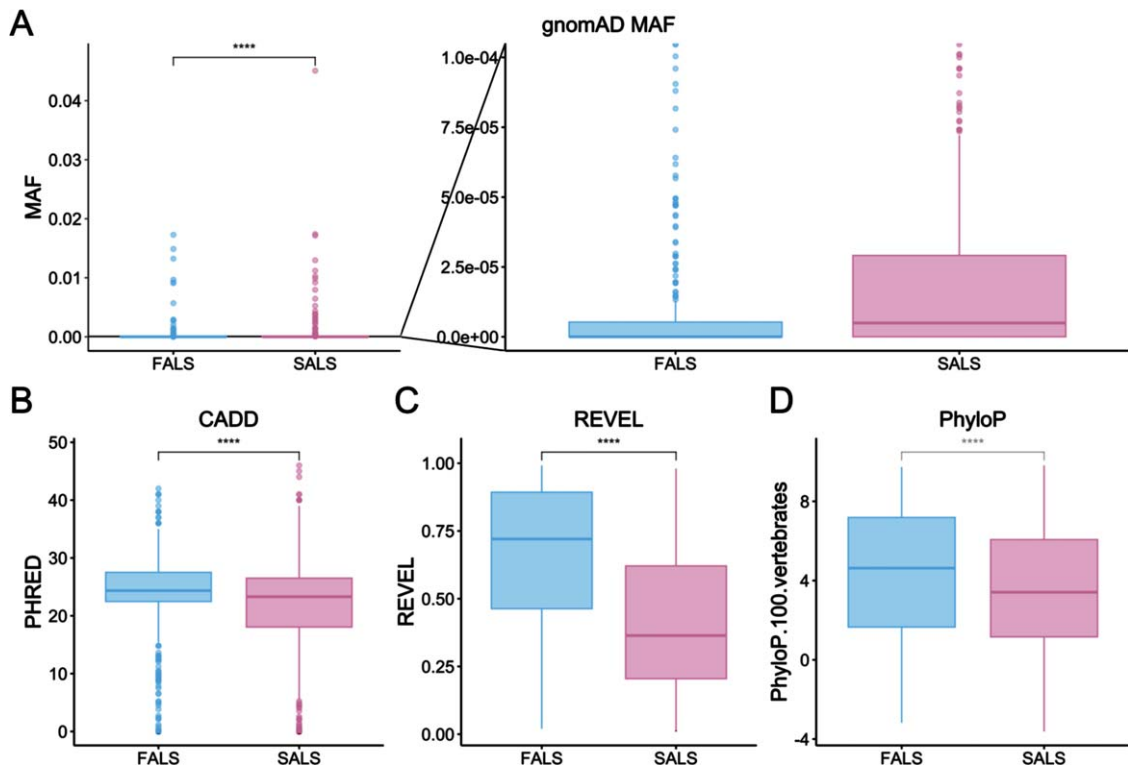 A
gnomAD MAF
****
MAF
0.04
0.03
0.02
0.01
0.00
FALS
SALS
1.0e-04
7.5e-05
5.0e-05
2.5e-05
0.0e+00
FALS
SALS
B
CADD
****
PHRED
50
40
30
20
10
0
FALS
SALS
C
REVEL
****
REVEL
1.00
0.75
0.50
0.25
0.00
FALS
SALS
D
PhyloP
****
PhyloP.100.vertebrates
8
4
0
-4
FALS
SALS